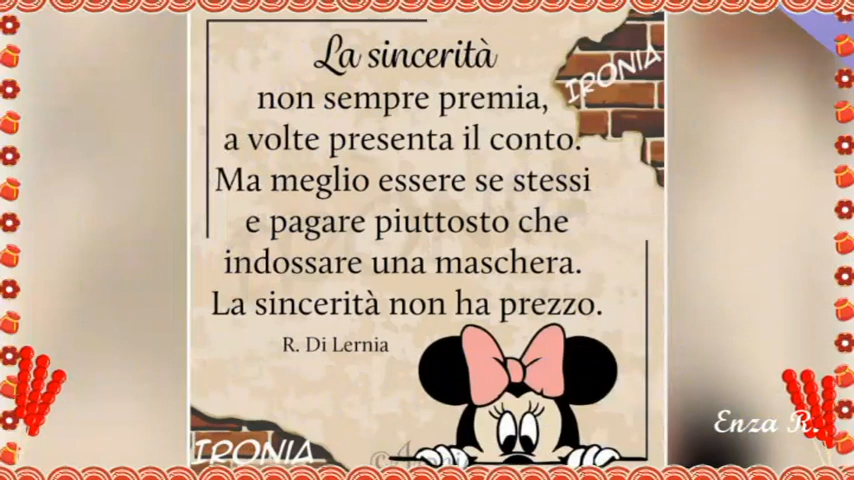 La sincerità
non sempre premia,
a volte presenta il conto.
Ma meglio essere se stessi
e pagare piuttosto che
indossare una maschera.
La sincerità non ha prezzo.
R. Di Lernia
IRONIA
IRONIA
Enza R.